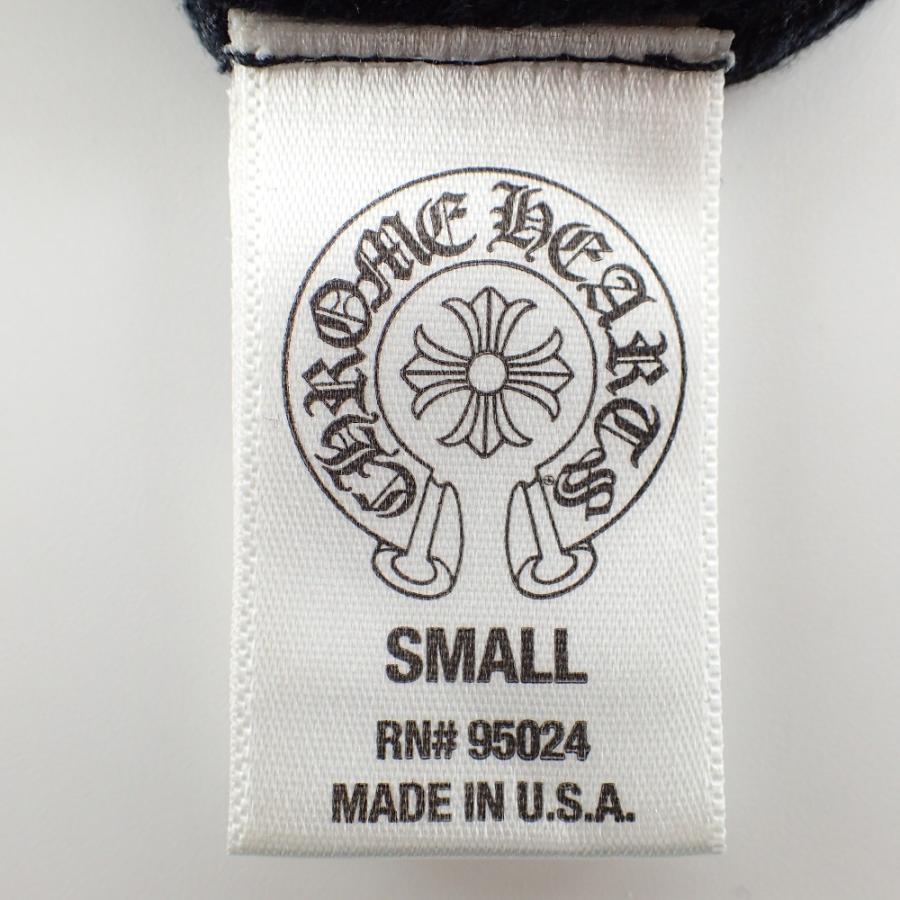 CHROME HEARTS®
SMALL
RN# 95024
MADE IN U.S.A.